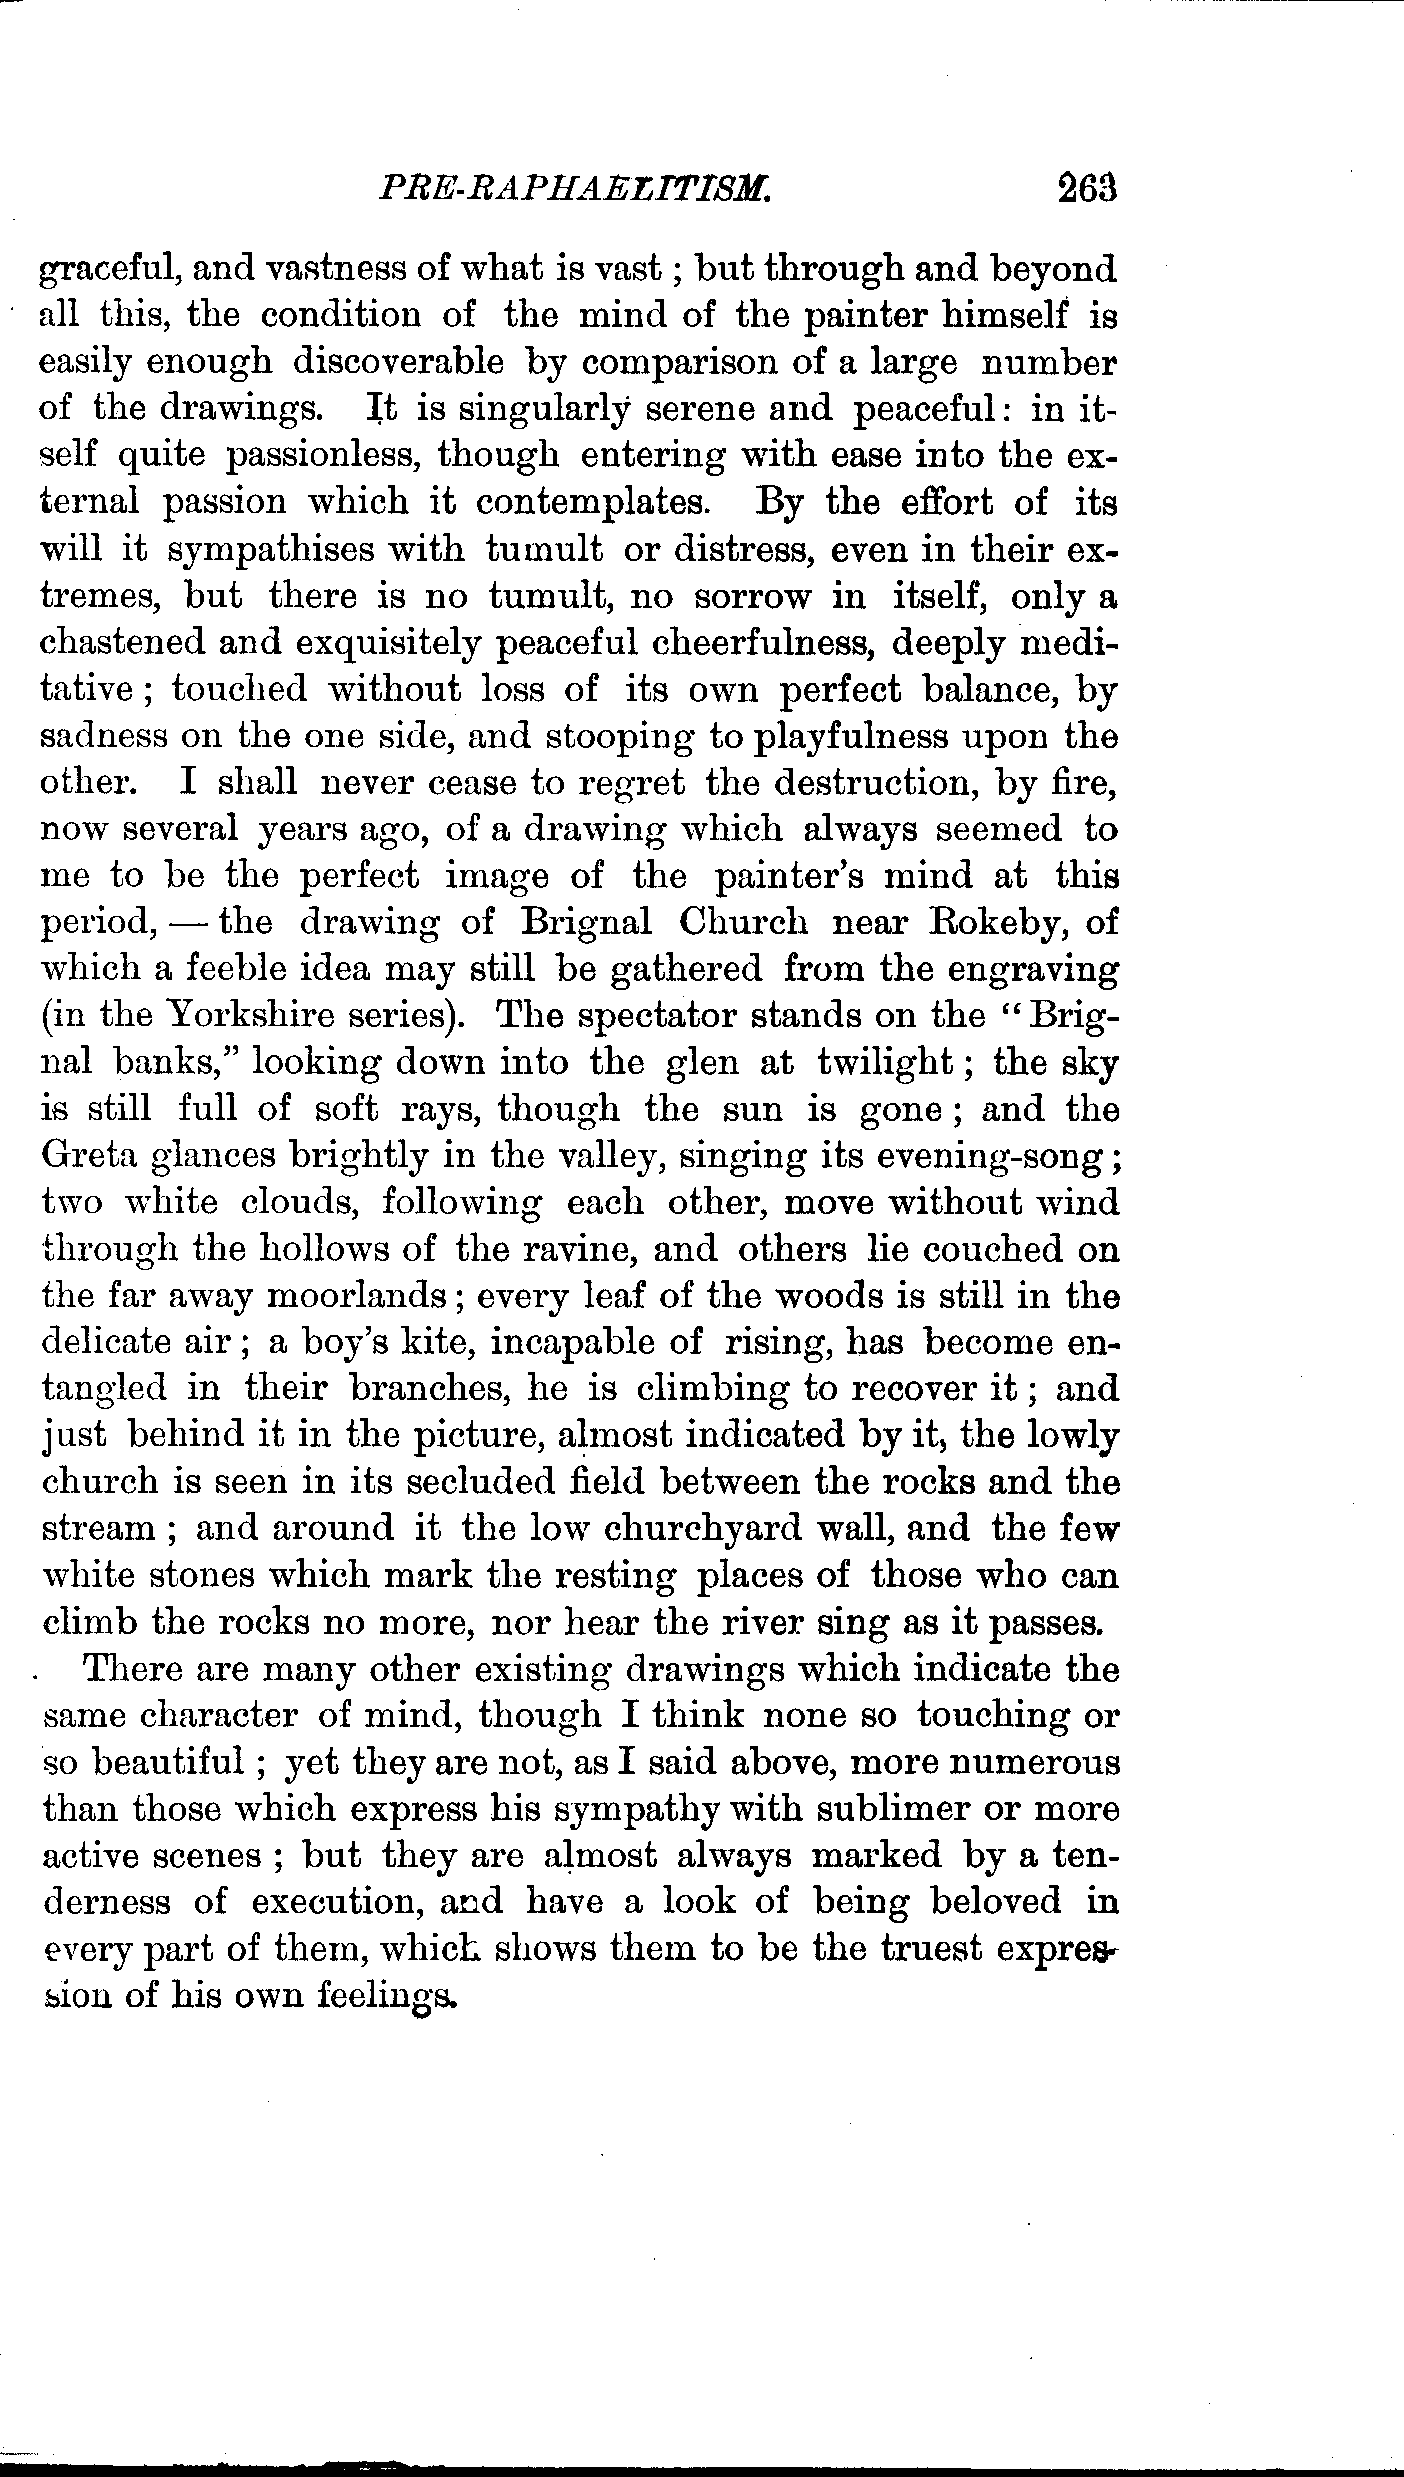 PRE-RAPHAELITISM. 263
graceful, and vastness of what is vast ; but through and beyond
all this, the condition of the mind of the painter himself is
easily enough discoverable by comparison of a large number
of the drawings. It is singularly serene and peaceful: in it-
self quite passionless, though entering with ease into the ex-
ternal passion which it contemplates. By the effort of its
will it sympathises with tumult or distress, even in their ex-
tremes, but there is no tumult, no sorrow in itself, only a
chastened and exquisitely peaceful cheerfulness, deeply medi-
tative ; touched without loss of its own perfect balance, by
sadness on the one side, and stooping to playfulness upon the
other. I shall never cease to regret the destruction, by fire,
now several years ago, of a drawing which always seemed to
me to be the perfect image of the painter's mind at this
period, — the drawing of Brignal Church near Rokeby, of
which a feeble idea may still be gathered from the engraving
(in the Yorkshire series). The spectator stands on the “Brig-
nal banks,” looking down into the glen at twilight ; the sky
is still full of soft rays, though the sun is gone ; and the
Greta glances brightly in the valley, singing its evening-song ;
two white clouds, following each other, move without wind
through the hollows of the ravine, and others lie couched on
the far away moorlands ; every leaf of the woods is still in the
delicate air ; a boy's kite, incapable of rising, has become en-
tangled in their branches, he is climbing to recover it ; and
just behind it in the picture, almost indicated by it, the lowly
church is seen in its secluded field between the rocks and the
stream ; and around it the low churchyard wall, and the few
white stones which mark the resting places of those who can
climb the rocks no more, nor hear the river sing as it passes.
There are many other existing drawings which indicate the
same character of mind, though I think none so touching or
so beautiful ; yet they are not, as I said above, more numerous
than those which express his sympathy with sublimer or more
active scenes ; but they are almost always marked by a ten-
derness of execution, and have a look of being beloved in
every part of them, which shows them to be the truest expres-
sion of his own feelings.